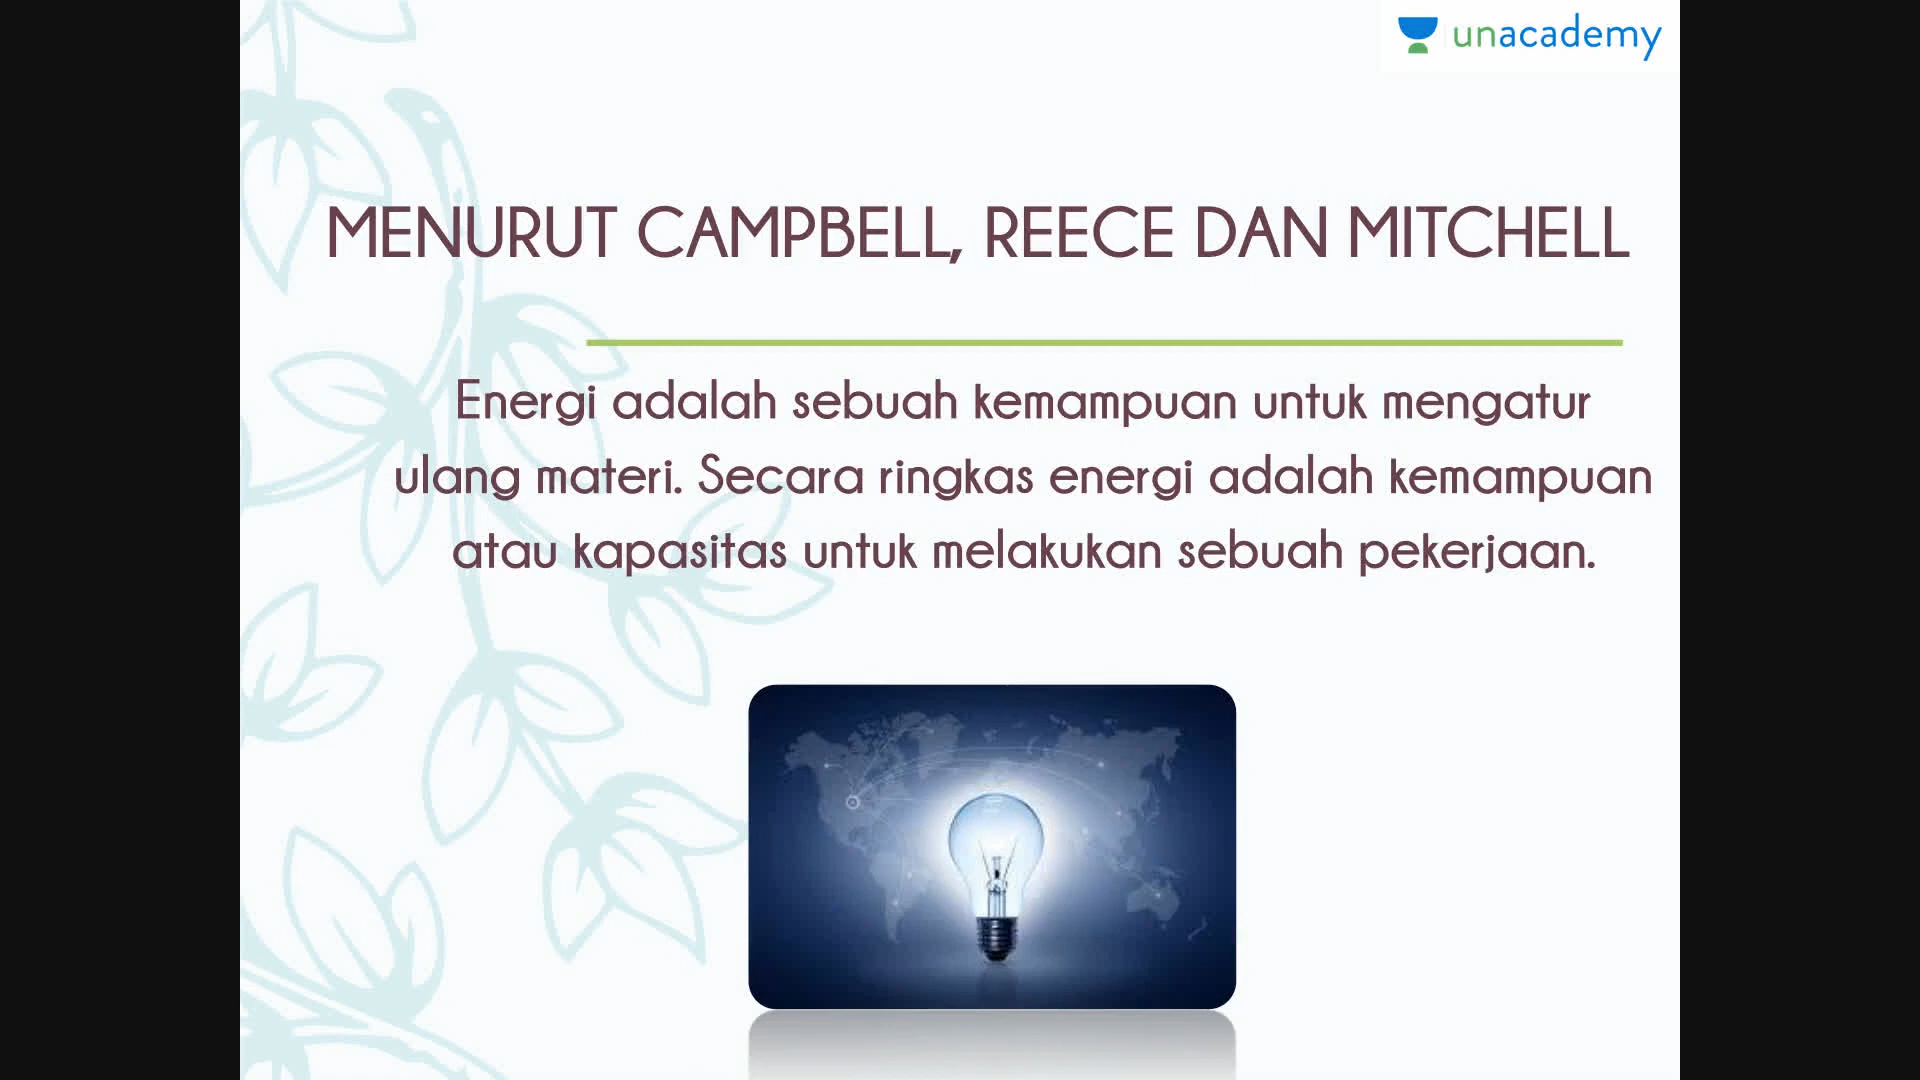 unacademy
MENURUT CAMPBELL, REECE DAN MITCHELL
Energi adalah sebuah kemampuan untuk mengatur
ulang materi. Secara ringkas energi adalah kemampuan
atau kapasitas untuk melakukan sebuah pekerjaan.